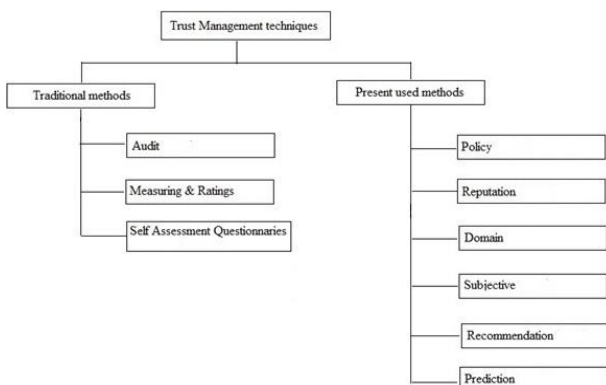 Trust Management techniques
Traditional methods
Present used methods
Audit
Measuring & Ratings
Self Assessment Questionnaries
Policy
Reputation
Domain
Subjective
Recommendation
Prediction